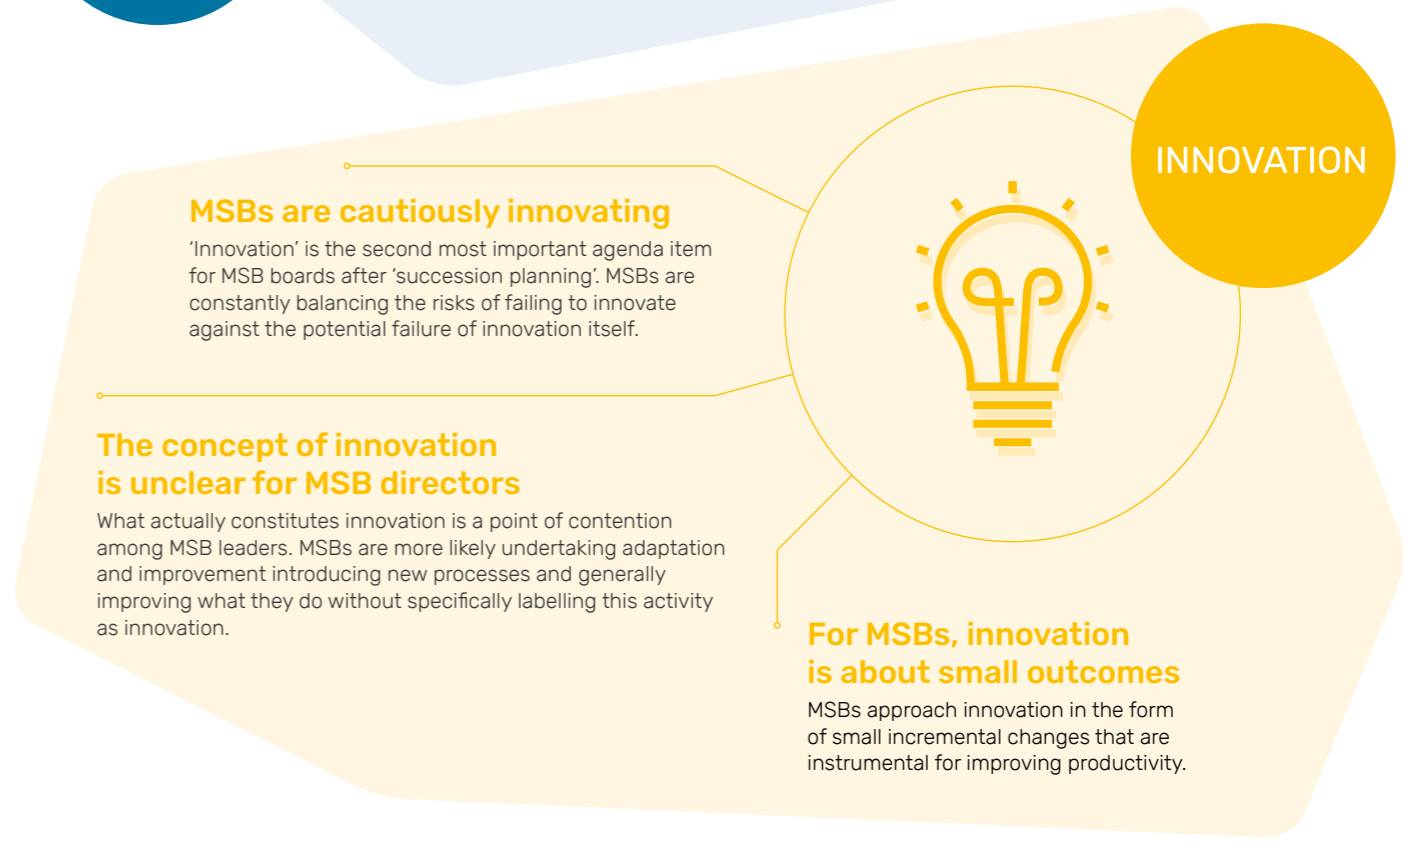 INNOVATION
MSBs are cautiously innovating
‘Innovation’ is the second most important agenda item
for MSB boards after ‘succession planning’. MSBs are
constantly balancing the risks of failing to innovate
against the potential failure of innovation itself.
The concept of innovation
is unclear for MSB directors
What actually constitutes innovation is a point of contention
among MSB leaders. MSBs are more likely undertaking adaptation
and improvement introducing new processes and generally
improving what they do without specifically labelling this activity
as innovation.
For MSBs, innovation
is about small outcomes
MSBs approach innovation in the form
of small incremental changes that are
instrumental for improving productivity.